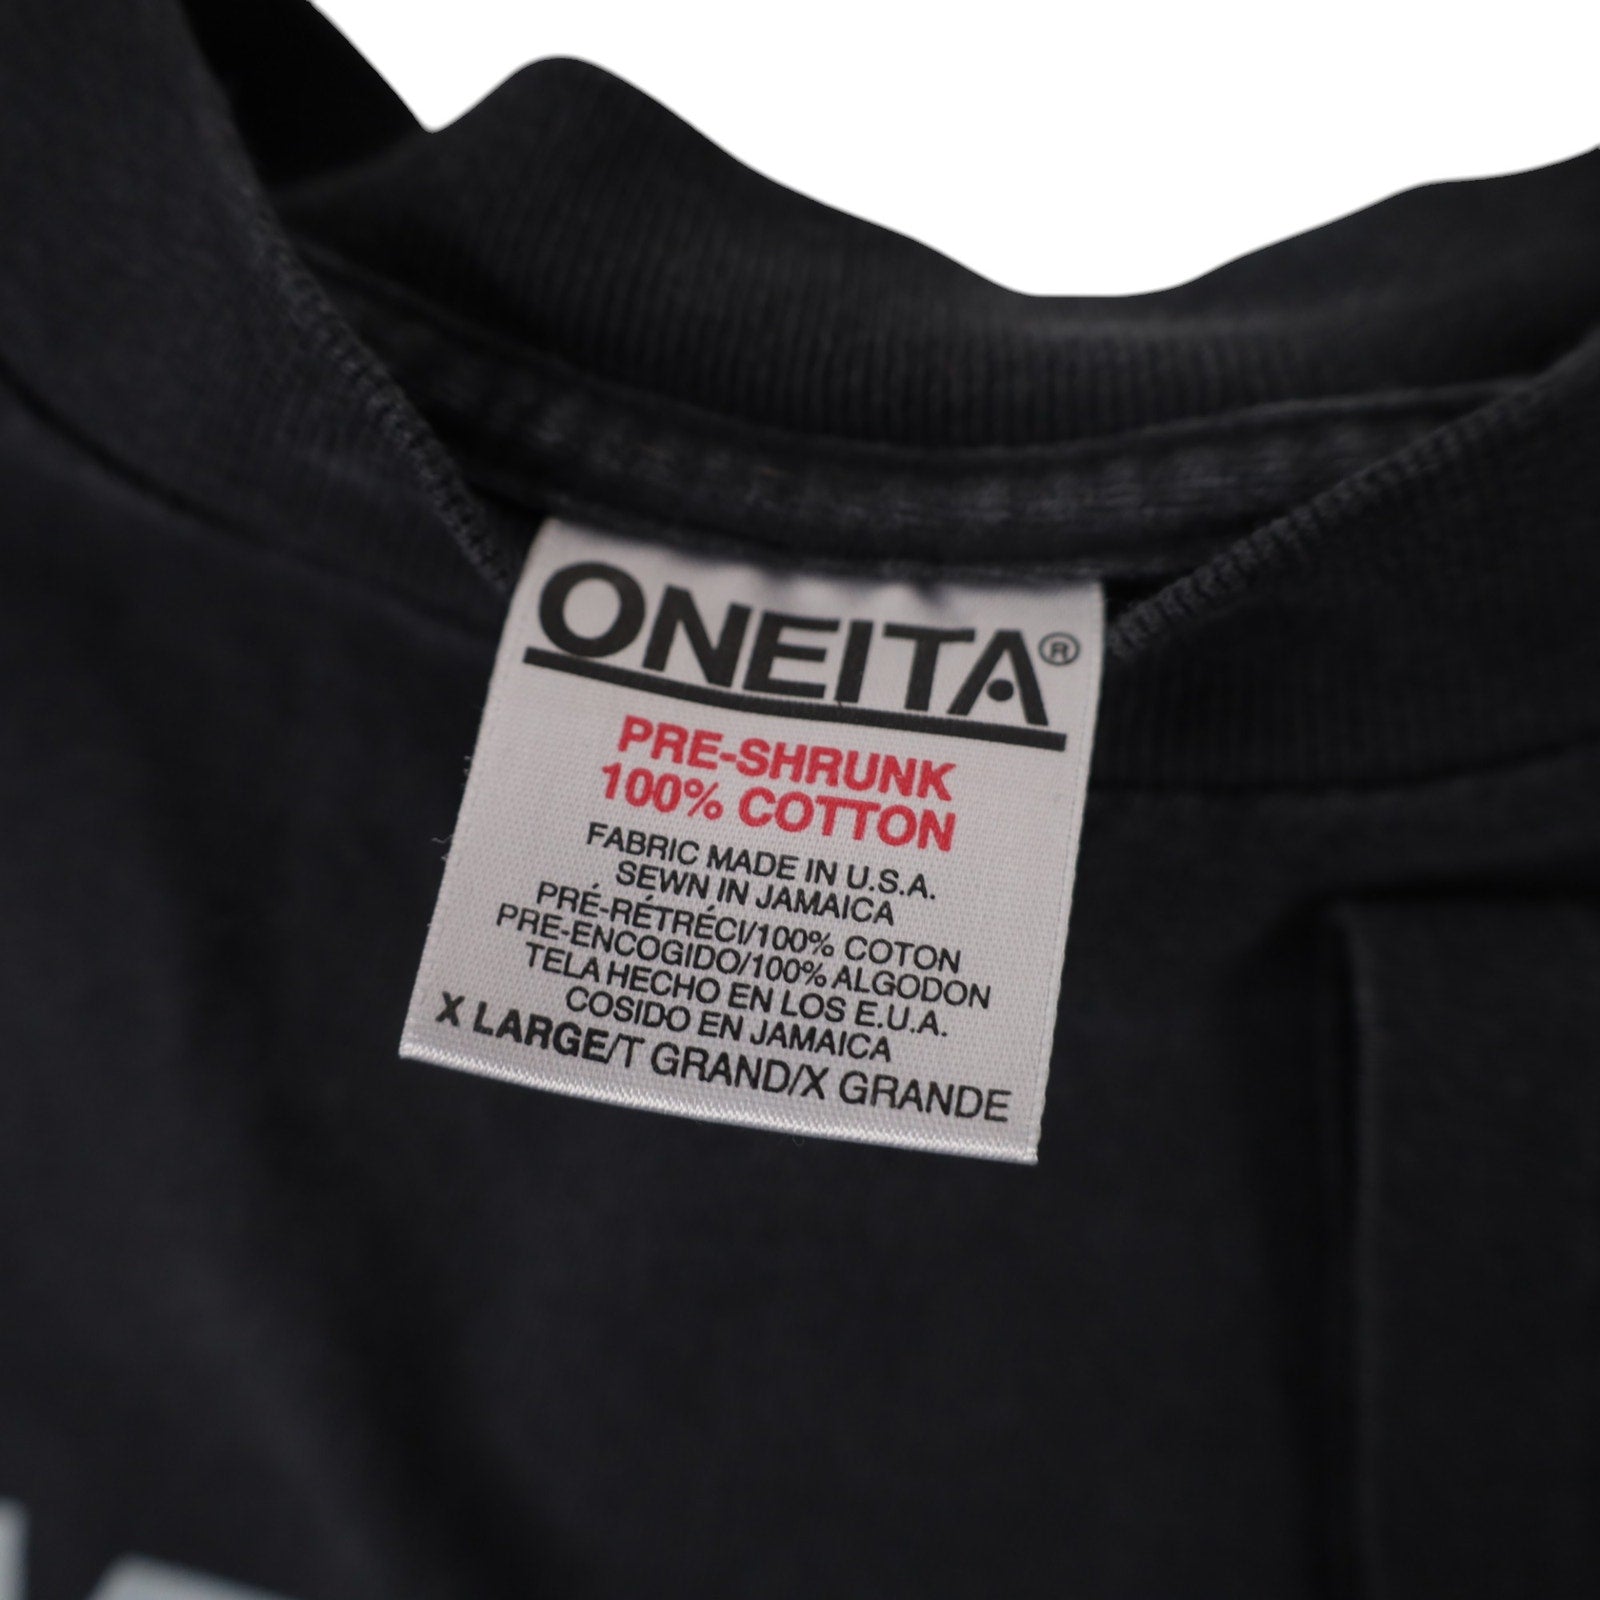 ONEITA®
PRE-SHRUNK
100% COTTON
FABRIC MADE IN U.S.A.
SEWN IN JAMAICA
PRÉ-RÉTRÉCI/100% COTON
PRE-ENCOGIDO/100% ALGODON
TELA HECHO EN LOS E.U.A.
COSIDO EN JAMAICA
X LARGE/T GRAND/X GRANDE